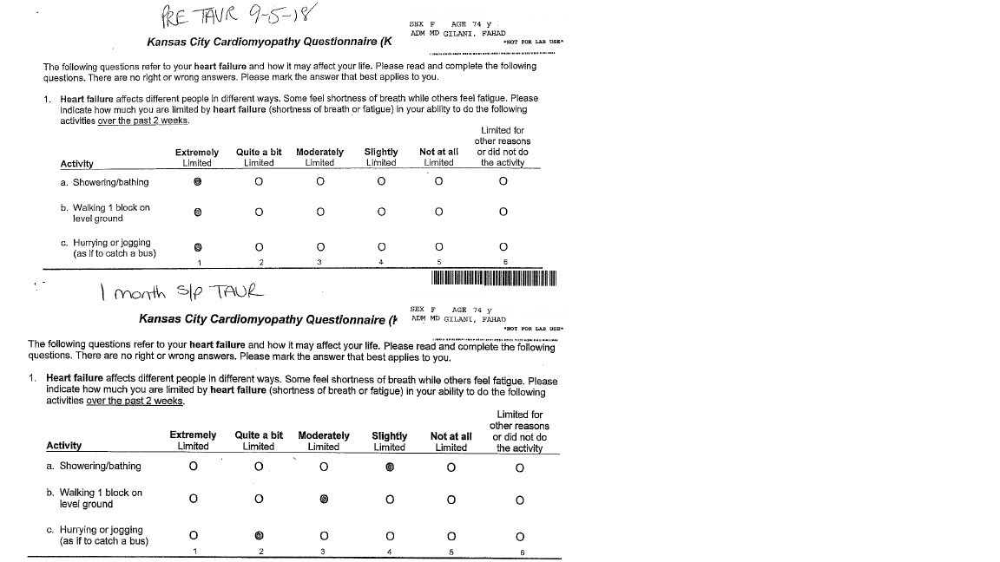 PRE TAVR 9-5-18
SEX F AGE 74 y
ADM MD GILANI, FAHAD
*NOT FOR LAB USE*
Kansas City Cardiomyopathy Questionnaire (K
The following questions refer to your heart failure and how it may affect your life. Please read and complete the following
questions. There are no right or wrong answers. Please mark the answer that best applies to you.
1. Heart failure affects different people in different ways. Some feel shortness of breath while others feel fatigue. Please
indicate how much you are limited by heart failure (shortness of breath or fatigue) in your ability to do the following
activities over the past 2 weeks.
Limited for
other reasons
Extremely Quite a bit Moderately Slightly Not at all or did not do
Activity Limited Limited Limited Limited Limited the activity
a. Showering/bathing
b. Walking 1 block on
level ground
c. Hurrying or jogging
(as if to catch a bus)
1 2 3 4 5 6
1 month S/P TAVR
SEX F AGE 74 y
ADM MD GILANI, FAHAD
*NOT FOR LAB USE*
Kansas City Cardiomyopathy Questionnaire (K
The following questions refer to your heart failure and how it may affect your life. Please read and complete the following
questions. There are no right or wrong answers. Please mark the answer that best applies to you.
1. Heart failure affects different people in different ways. Some feel shortness of breath while others feel fatigue. Please
indicate how much you are limited by heart failure (shortness of breath or fatigue) in your ability to do the following
activities over the past 2 weeks.
Limited for
other reasons
Extremely Quite a bit Moderately Slightly Not at all or did not do
Activity Limited Limited Limited Limited Limited the activity
a. Showering/bathing
b. Walking 1 block on
level ground
c. Hurrying or jogging
(as if to catch a bus)
1 2 3 4 5 6